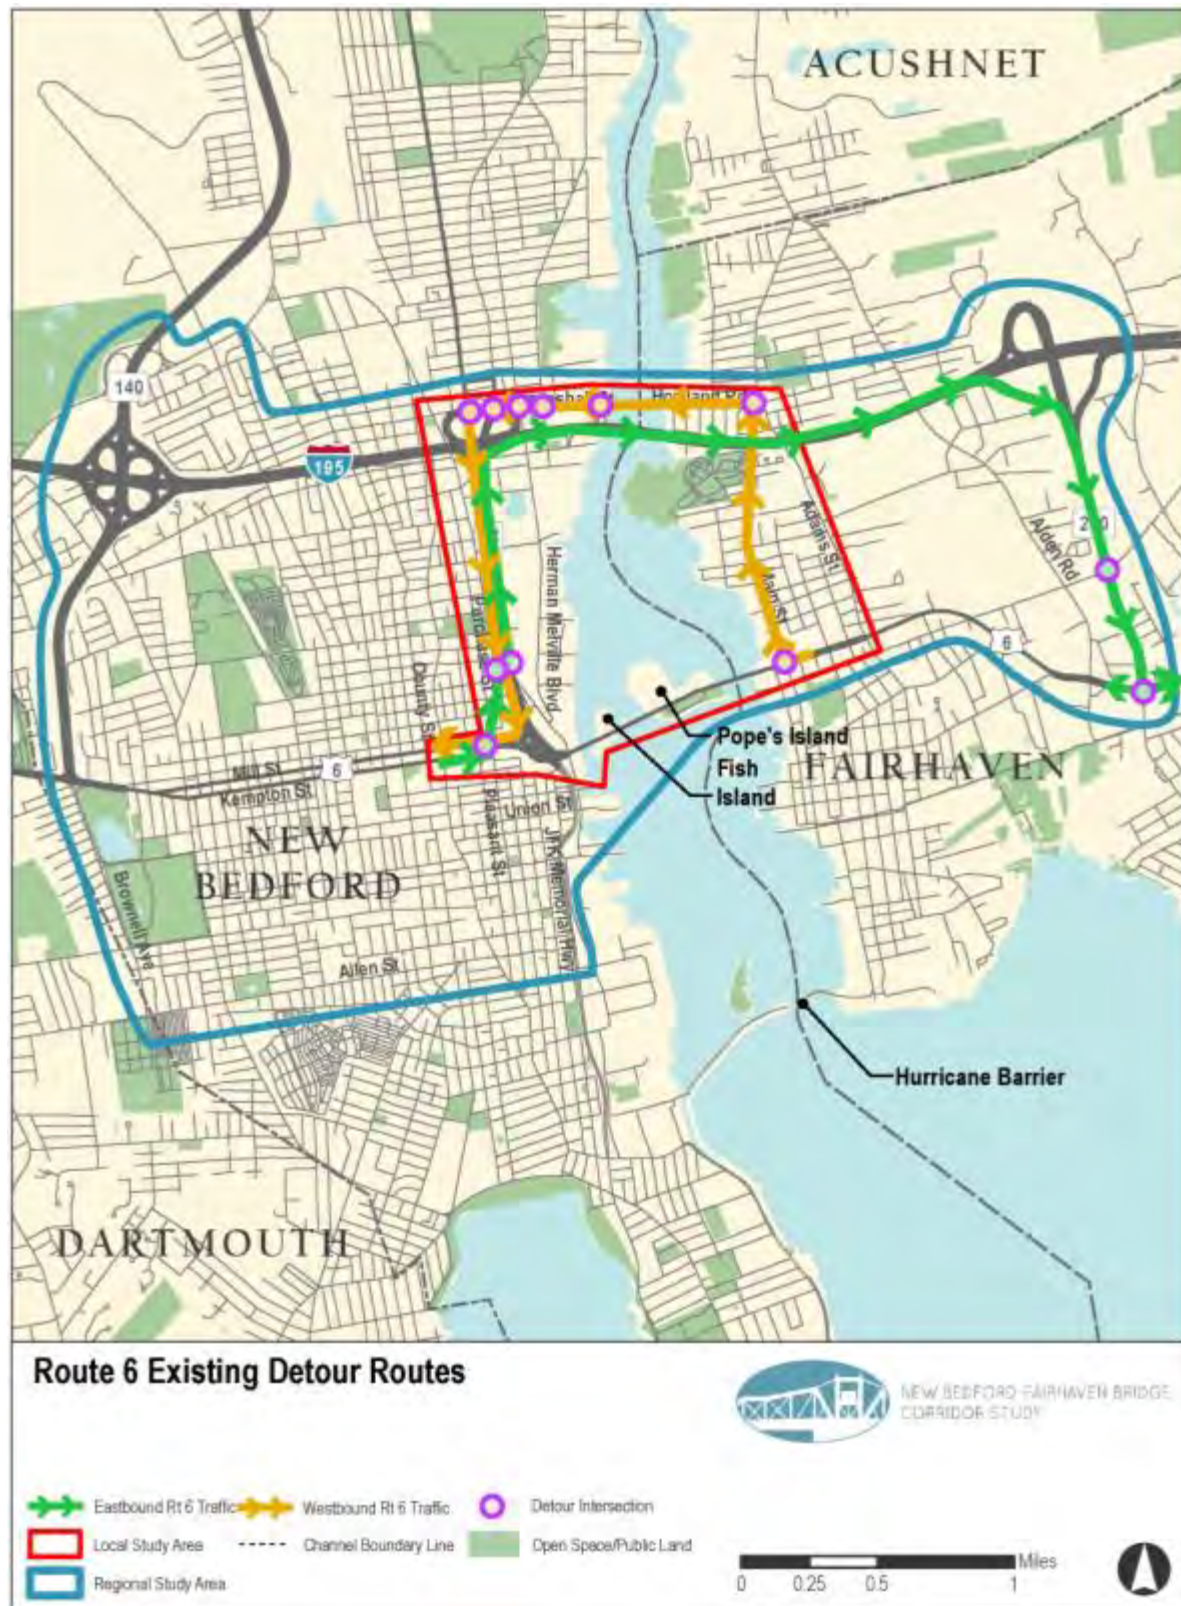 ACUSHNET
140
195
Adams St
Alden Rd
Main St
Herman Melville Blvd
County St
6
6
Pope's Island
Fish
Island
FAIRHAVEN
Mill St
Kempton St
Union St
Pleasant St
NEW
BEDFORD
JFK Memorial Hwy
Brownell Ave
Allen St
Hurricane Barrier
DARTMOUTH
Route 6 Existing Detour Routes
NEW BEDFORD-FAIRHAVEN BRIDGE
CORRIDOR STUDY
Eastbound Rt 6 Traffic
Westbound Rt 6 Traffic
Detour Intersection
Local Study Area
Channel Boundary Line
Open Space/Public Land
Regional Study Area
Miles
0 0.25 0.5 1